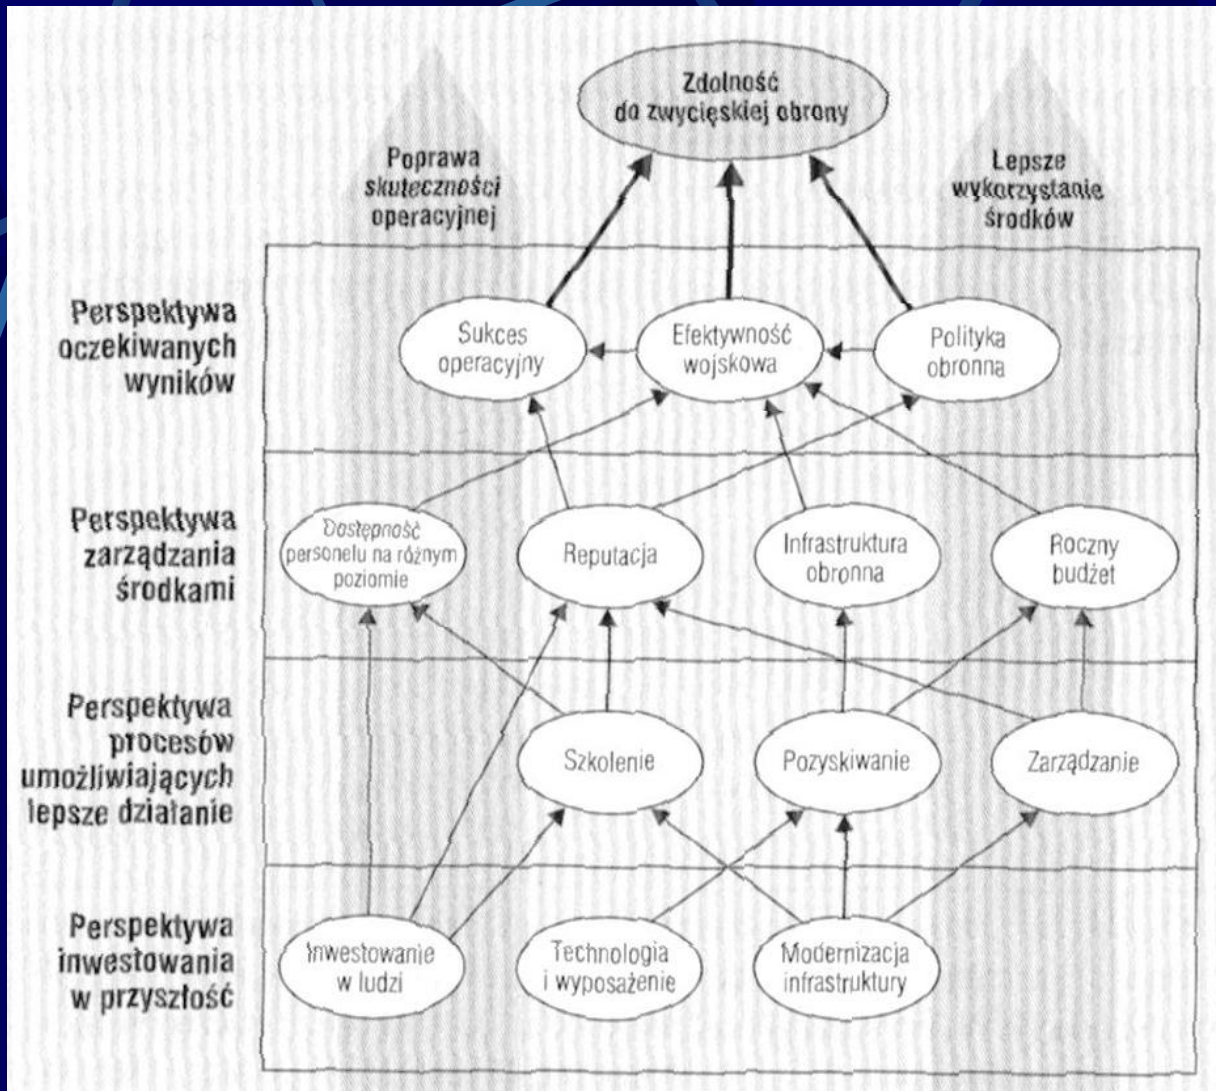 Zdolność
do zwycięskiej obrony
Poprawa
skuteczności
operacyjnej
Lepsze
wykorzystanie
środków
Perspektywa
oczekiwanych
wyników
Sukces
operacyjny
Efektywność
wojskowa
Polityka
obronna
Perspektywa
zarządzania
środkami
Dostępność
personelu na różnym
poziomie
Reputacja
Infrastruktura
obronna
Roczny
budżet
Perspektywa
procesów
umożliwiających
lepsze działanie
Szkolenie
Pozyskiwanie
Zarządzanie
Perspektywa
inwestowania
w przyszłość
Inwestowanie
w ludzi
Technologia
i wyposażenie
Modernizacja
infrastruktury